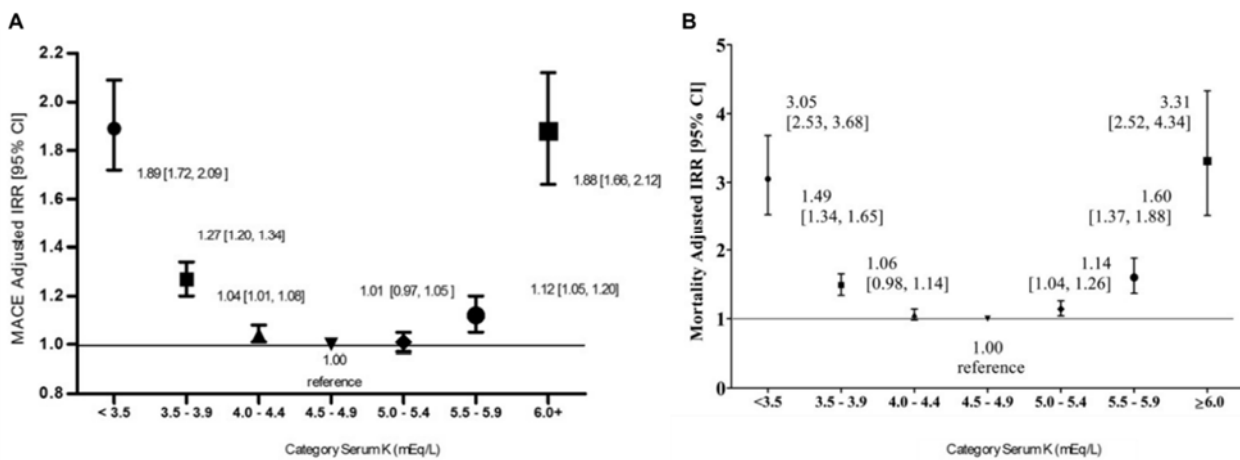 A
MACE Adjusted IRR [95% CI]
2.2
2.0
1.8
1.6
1.4
1.2
1.0
0.8
1.89 [1.72, 2.09]
1.27 [1.20, 1.34]
1.04 [1.01, 1.08]
1.00
reference
1.01 [0.97, 1.05]
1.12 [1.05, 1.20]
1.88 [1.66, 2.12]
< 3.5
3.5 - 3.9
4.0 - 4.4
4.5 - 4.9
5.0 - 5.4
5.5 - 5.9
6.0+
Category Serum K (mEq/L)
B
Mortality Adjusted IRR [95% CI]
5
4
3
2
1
0
3.05
[2.53, 3.68]
1.49
[1.34, 1.65]
1.06
[0.98, 1.14]
1.00
reference
1.14
[1.04, 1.26]
1.60
[1.37, 1.88]
3.31
[2.52, 4.34]
<3.5
3.5 - 3.9
4.0 - 4.4
4.5 - 4.9
5.0 - 5.4
5.5 - 5.9
≥6.0
Category Serum K (mEq/L)